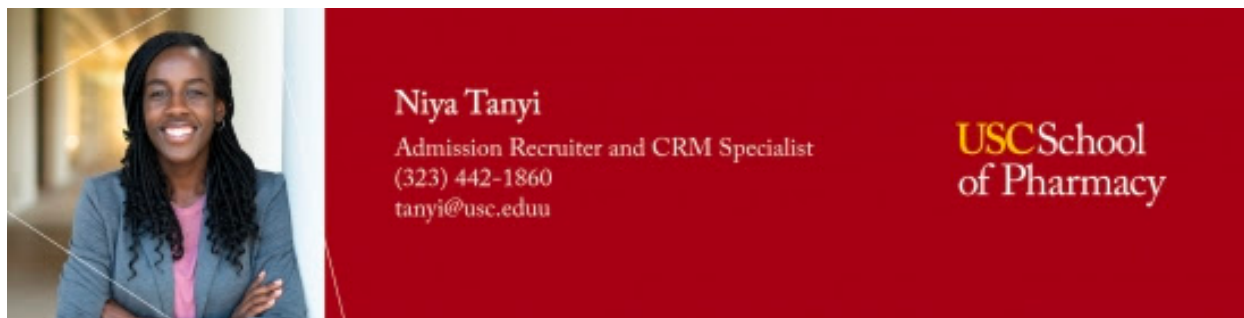 Niya Tanyi
Admission Recruiter and CRM Specialist
(323) 442-1860
tanyi@usc.eduu
USC School
of Pharmacy